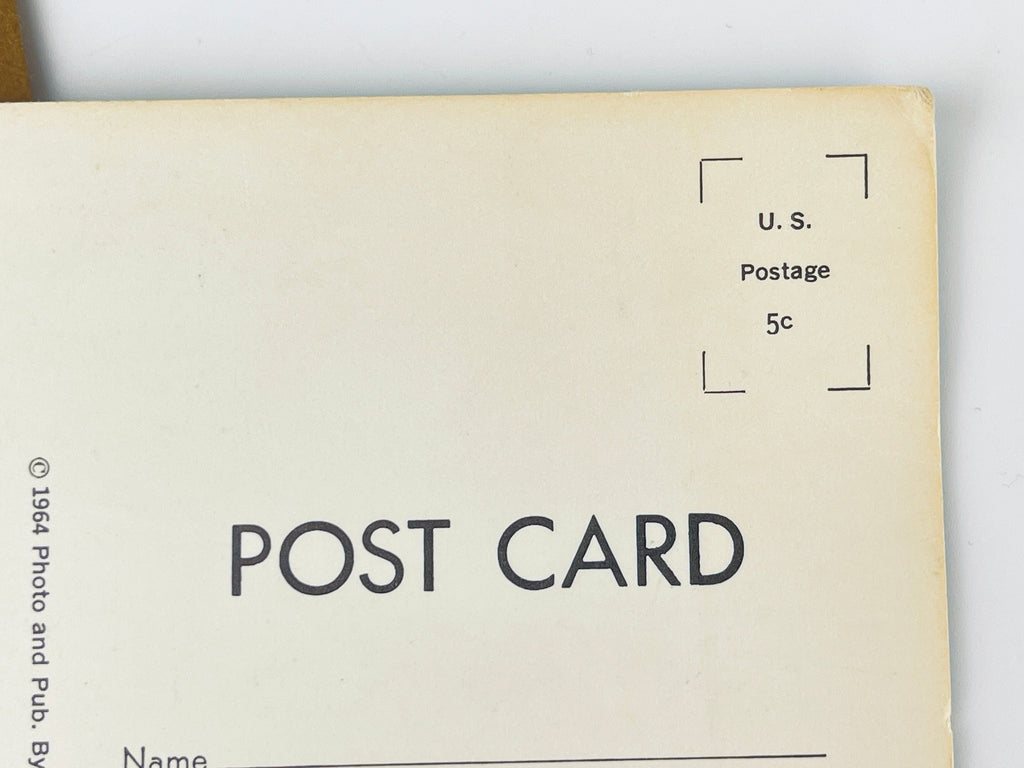 U. S.
Postage
5c
POST CARD
© 1964 Photo and Pub. By
Name